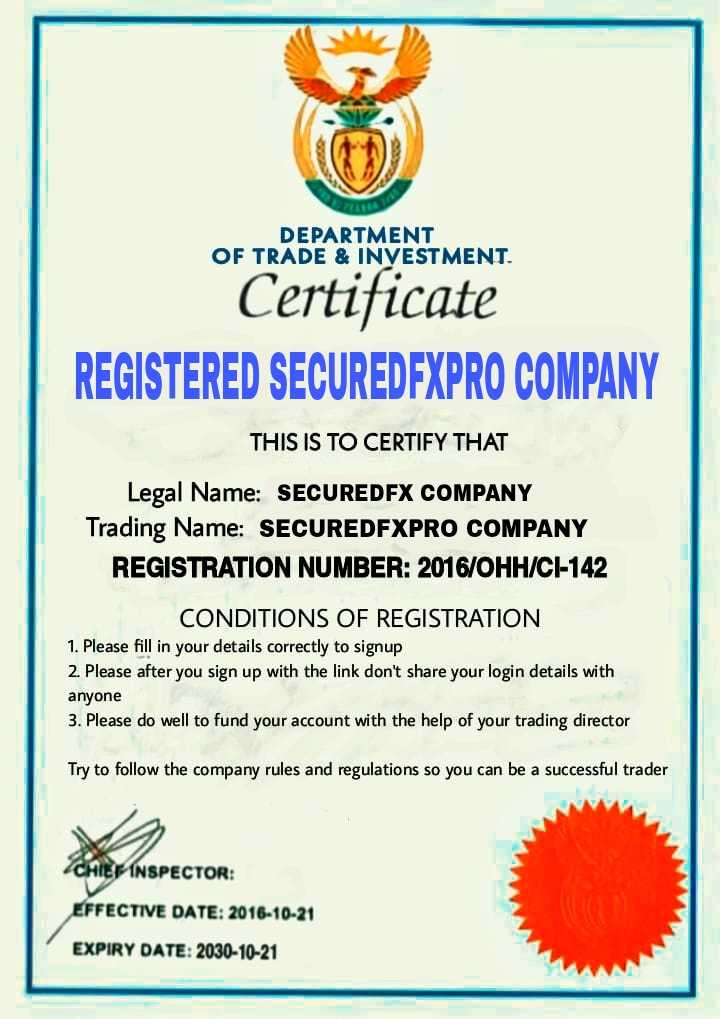 DEPARTMENT
OF TRADE & INVESTMENT
Certificate
REGISTERED SECUREDFXPRO COMPANY
THIS IS TO CERTIFY THAT
Legal Name: SECUREDFX COMPANY
Trading Name: SECUREDFXPRO COMPANY
REGISTRATION NUMBER: 2016/OHH/CI-142
CONDITIONS OF REGISTRATION
1. Please fill in your details correctly to signup
2. Please after you sign up with the link don't share your login details with
anyone
3. Please do well to fund your account with the help of your trading director
Try to follow the company rules and regulations so you can be a successful trader
CHIEF INSPECTOR:
EFFECTIVE DATE: 2016-10-21
EXPIRY DATE: 2030-10-21